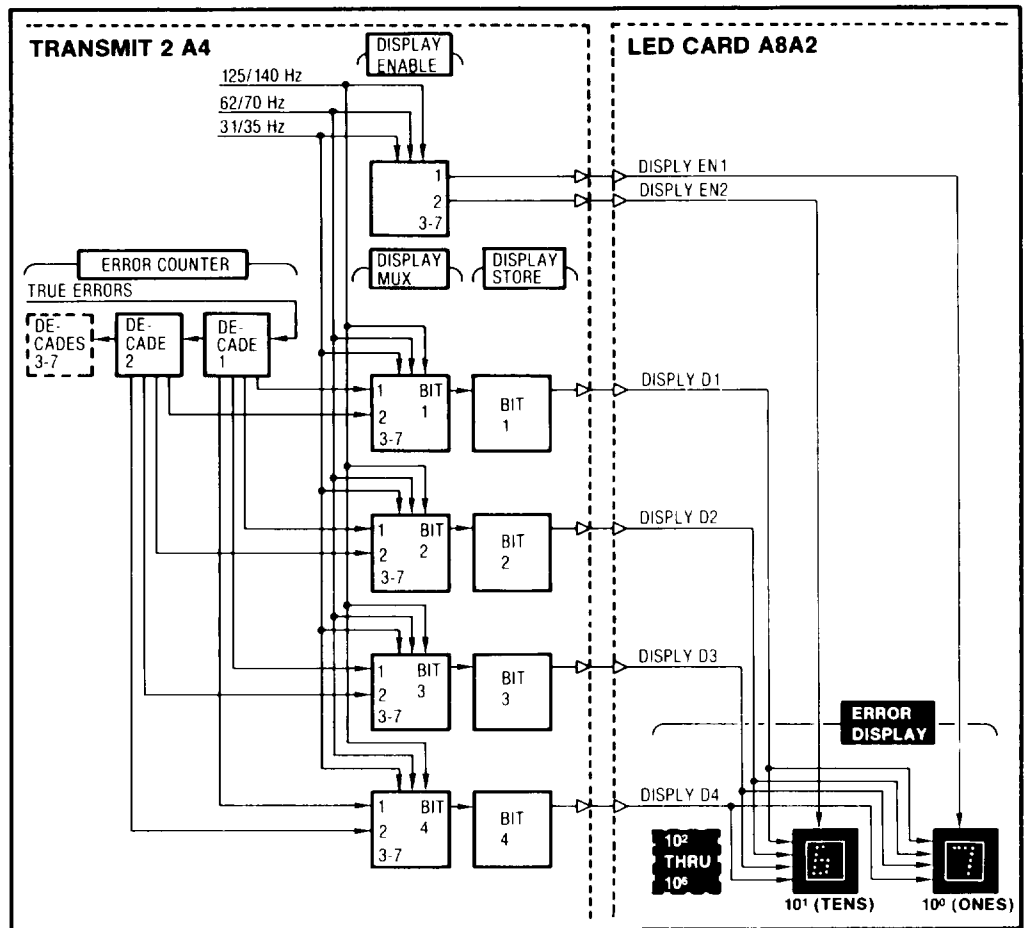 TRANSMIT 2 A4
LED CARD A8A2
DISPLAY
ENABLE
125/140 Hz
62/70 Hz
31/35 Hz
1
2
3-7
DISPLY EN1
DISPLY EN2
ERROR COUNTER
TRUE ERRORS
DE-
CADES
3-7
DE-
CADE
2
DE-
CADE
1
DISPLAY
MUX
DISPLAY
STORE
1 BIT
2 1
3-7
BIT
1
DISPLY D1
1 BIT
2 2
3-7
BIT
2
DISPLY D2
1 BIT
2 3
3-7
BIT
3
DISPLY D3
1 BIT
2 4
3-7
BIT
4
DISPLY D4
ERROR
DISPLAY
10²
THRU
10⁶
6
7
10¹ (TENS)
10⁰ (ONES)